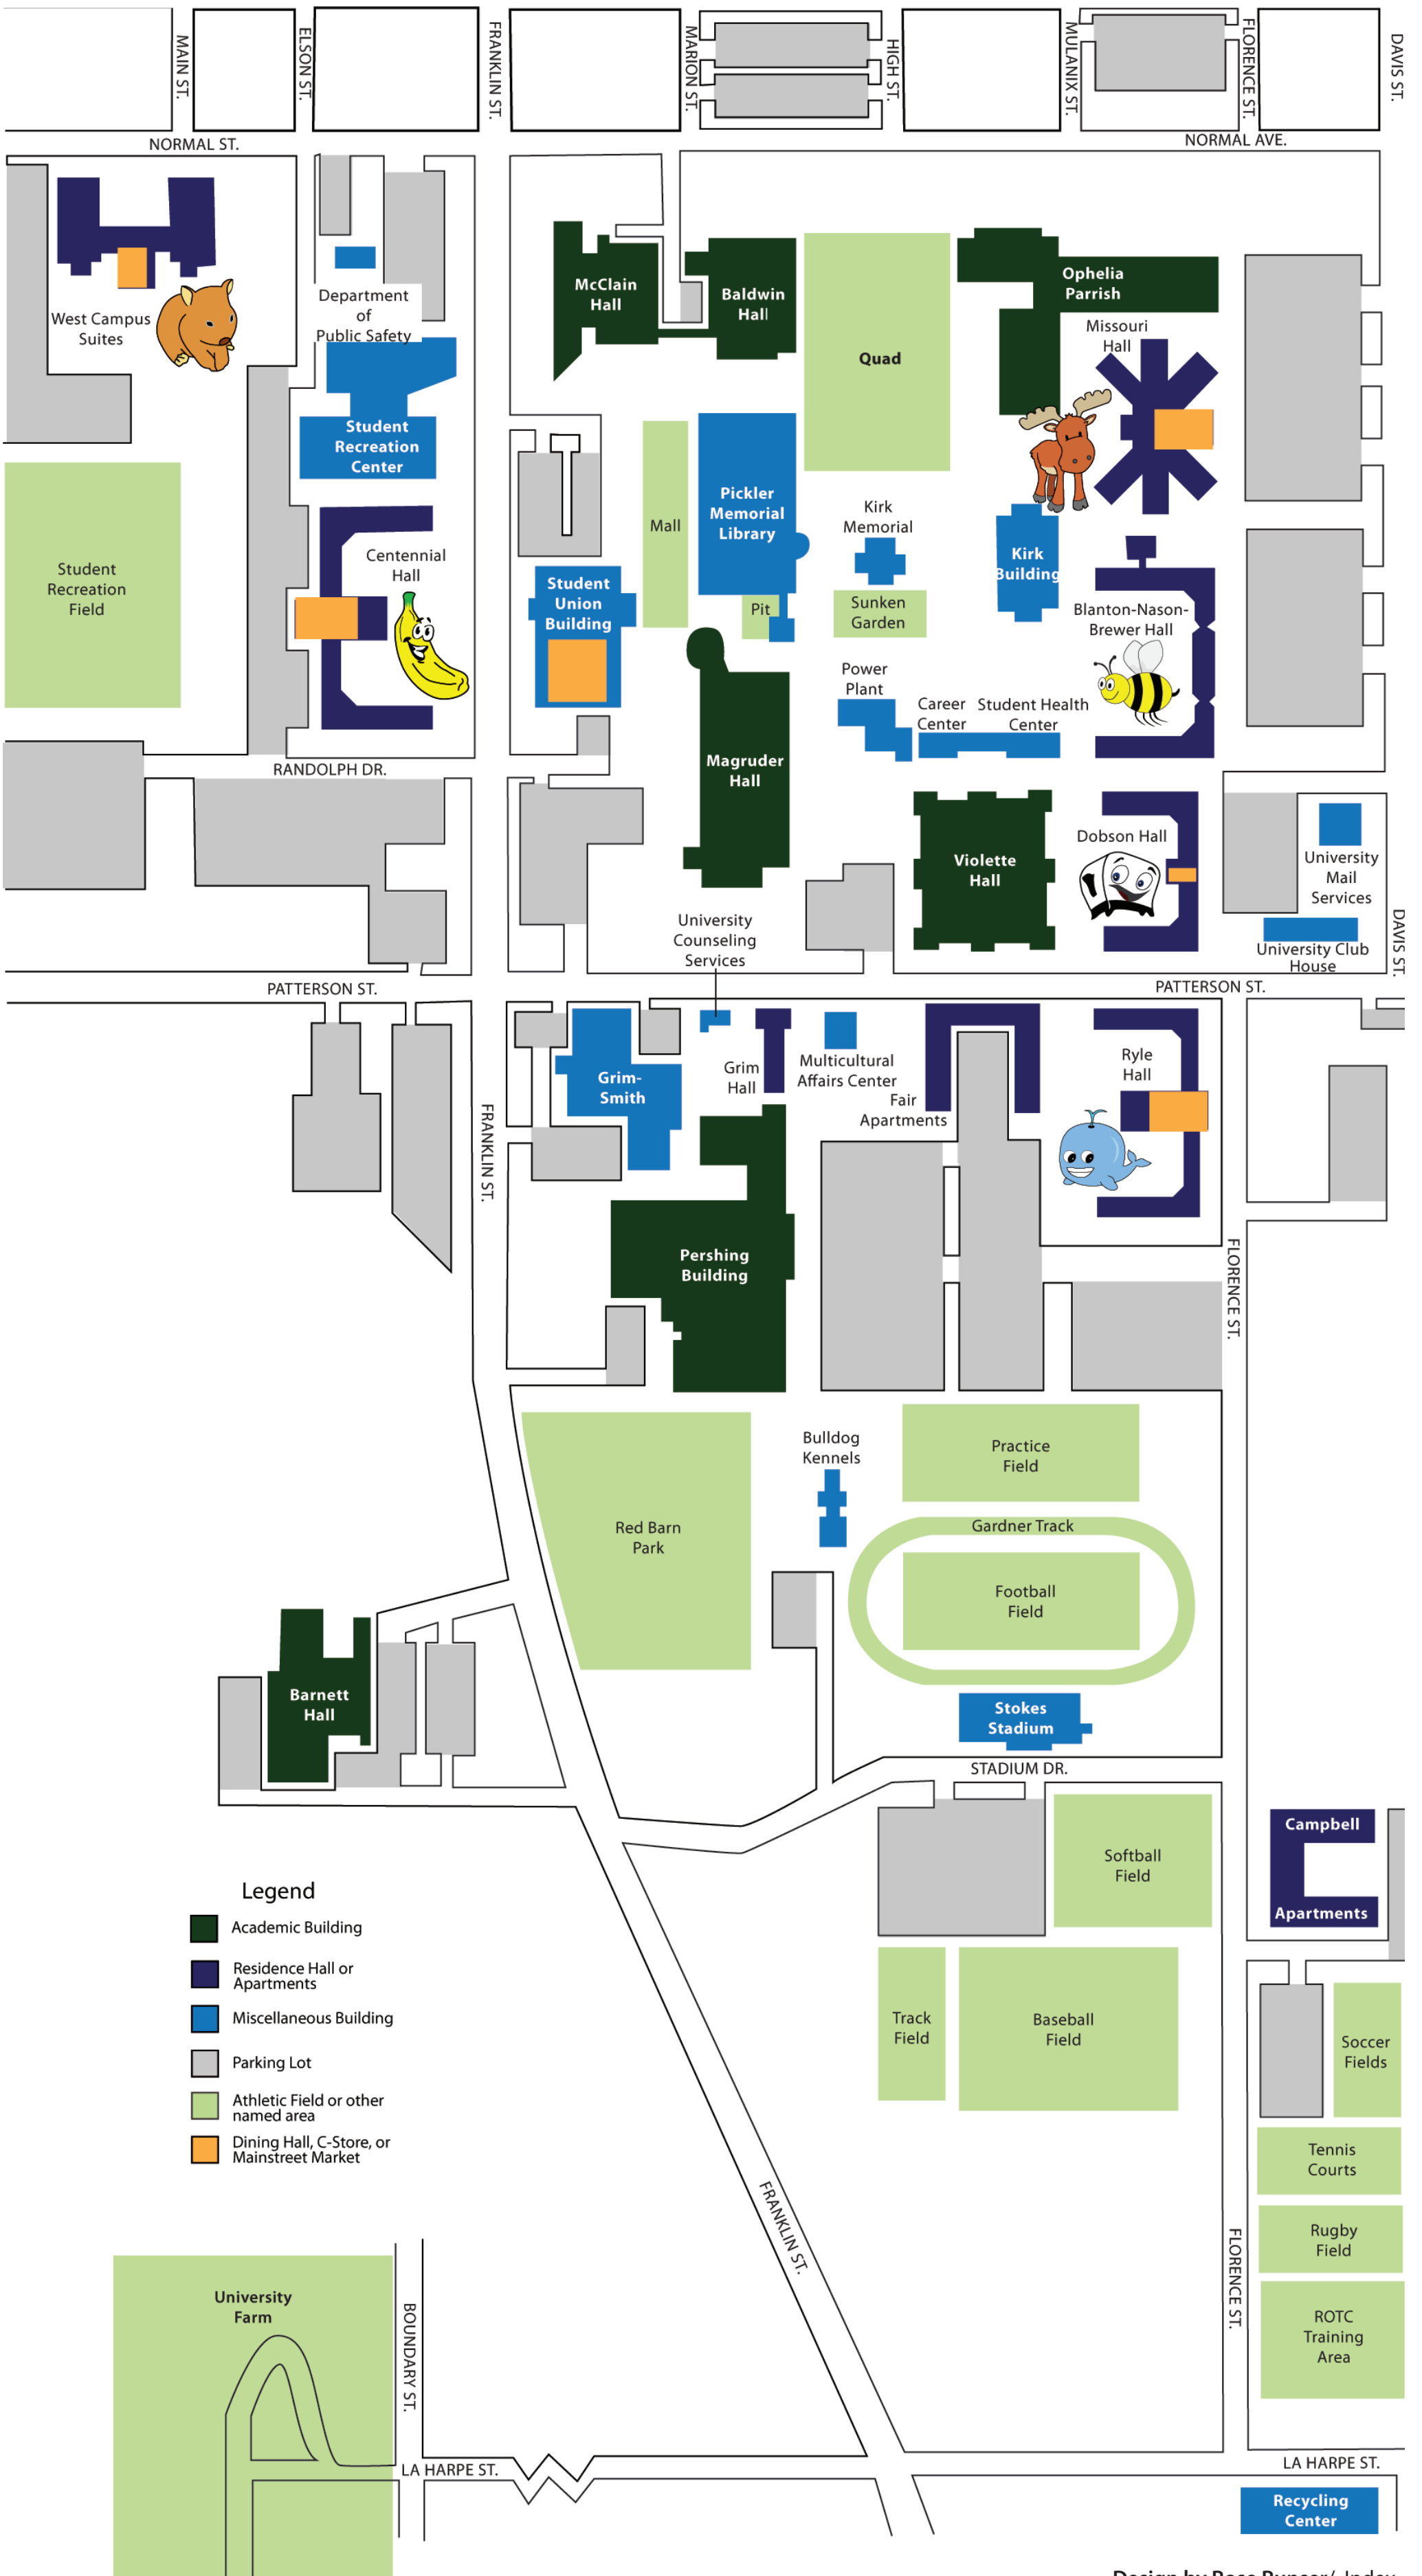 MAIN ST.
ELSON ST.
FRANKLIN ST.
MARION ST.
HIGH ST.
MULANIX ST.
FLORENCE ST.
DAVIS ST.
NORMAL ST.
NORMAL AVE.
West Campus
Suites
Department
of
Public Safety
McClain
Hall
Baldwin
Hall
Quad
Ophelia
Parrish
Missouri
Hall
Student
Recreation
Center
Student
Recreation
Field
Centennial
Hall
Mall
Pickler
Memorial
Library
Kirk
Memorial
Kirk
Building
Student
Union
Building
Pit
Sunken
Garden
Blanton-Nason-
Brewer Hall
Power
Plant
Career
Center
Student Health
Center
RANDOLPH DR.
Magruder
Hall
Violette
Hall
Dobson Hall
University
Mail
Services
University Club
House
DAVIS ST.
University
Counseling
Services
PATTERSON ST.
PATTERSON ST.
Grim-
Smith
Grim
Hall
Multicultural
Affairs Center
Fair
Apartments
Ryle
Hall
FRANKLIN ST.
Pershing
Building
FLORENCE ST.
Bulldog
Kennels
Practice
Field
Red Barn
Park
Gardner Track
Football
Field
Barnett
Hall
Stokes
Stadium
STADIUM DR.
Softball
Field
Campbell
Apartments
Legend
Academic Building
Residence Hall or
Apartments
Miscellaneous Building
Parking Lot
Athletic Field or other
named area
Dining Hall, C-Store, or
Mainstreet Market
Track
Field
Baseball
Field
Soccer
Fields
Tennis
Courts
Rugby
Field
ROTC
Training
Area
FRANKLIN ST.
FLORENCE ST.
University
Farm
BOUNDARY ST.
LA HARPE ST.
LA HARPE ST.
Recycling
Center